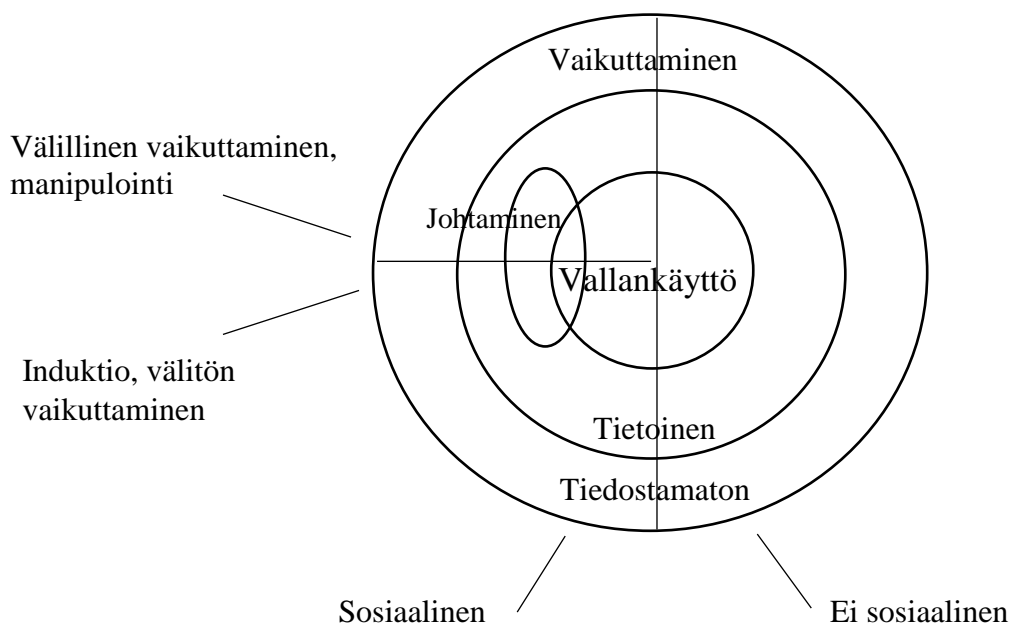 Vaikuttaminen
Välillinen vaikuttaminen,
manipulointi
Johtaminen
Vallankäyttö
Induktio, välitön
vaikuttaminen
Tietoinen
Tiedostamaton
Sosiaalinen
Ei sosiaalinen